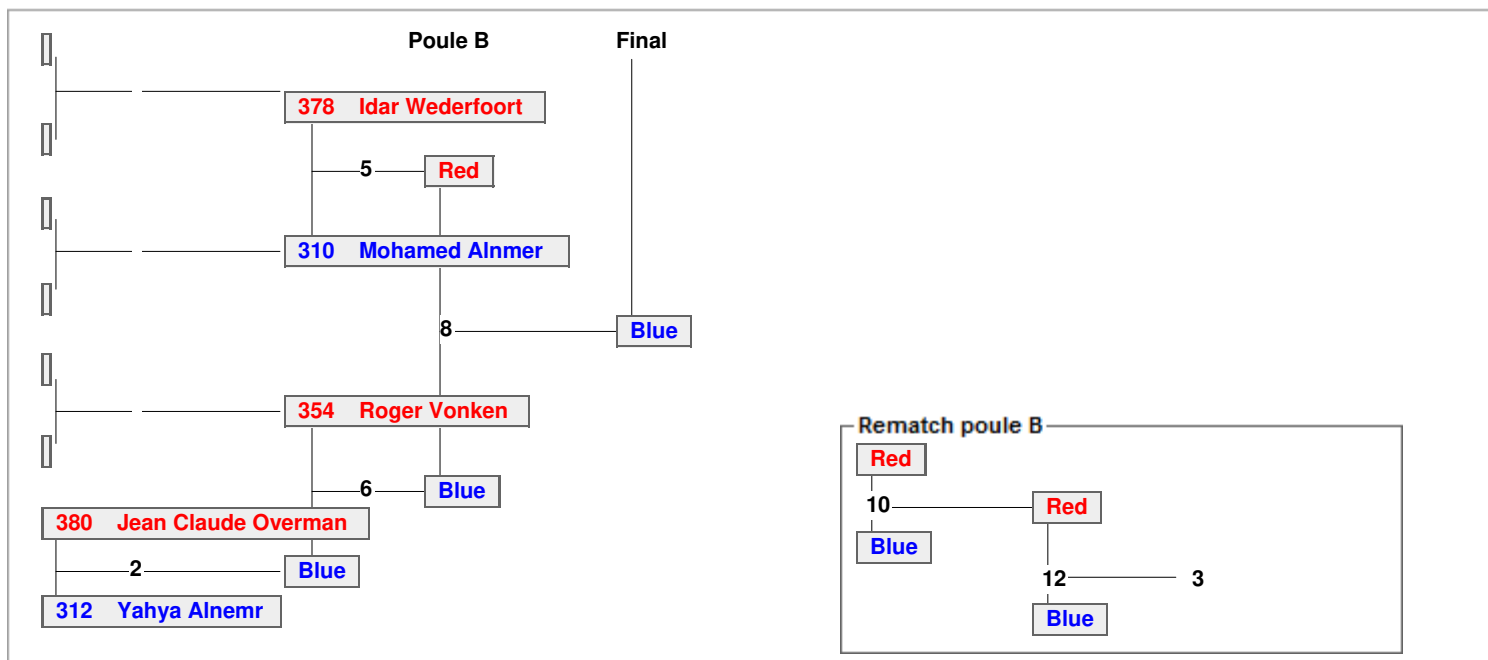 Poule B Final
378 Idar Wederfoort
5 Red
310 Mohamed Alnmer
8 Blue
354 Roger Vonken
6 Blue
380 Jean Claude Overman
2 Blue
312 Yahya Alnemr
Rematch poule B
Red
10 Red
Blue
12 3
Blue